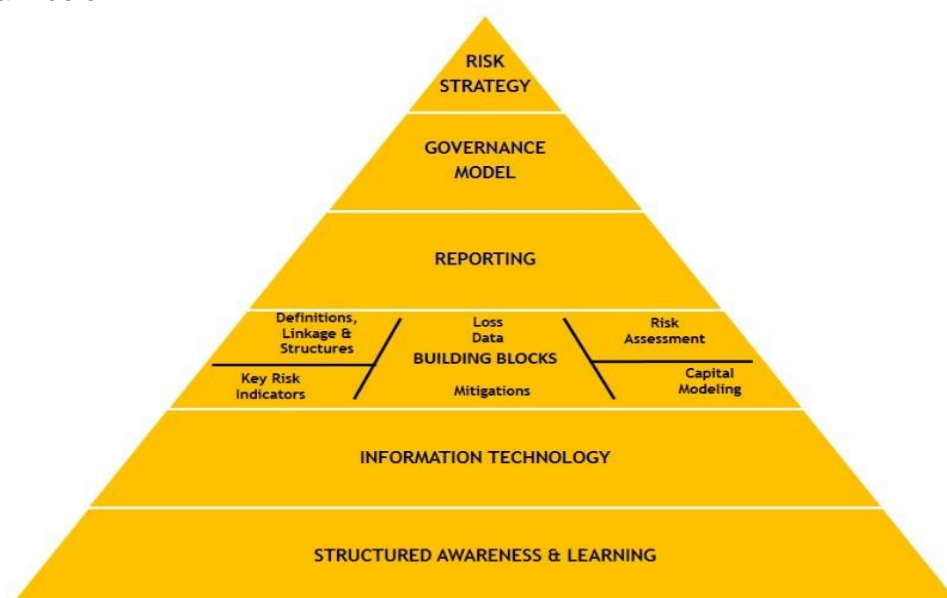 RISK
STRATEGY
GOVERNANCE
MODEL
REPORTING
Definitions,
Linkage &
Structures
Key Risk
Indicators
Loss
Data
BUILDING BLOCKS
Mitigations
Risk
Assessment
Capital
Modeling
INFORMATION TECHNOLOGY
STRUCTURED AWARENESS & LEARNING